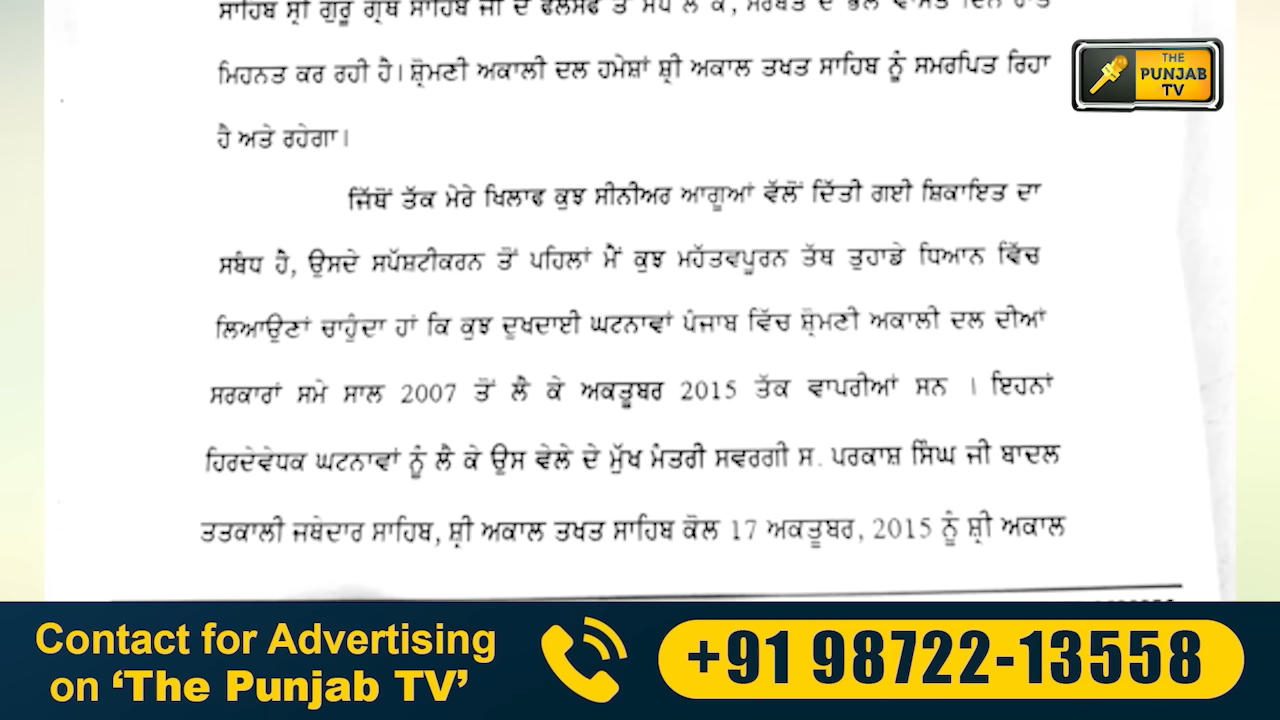 ਸਾਹਿਬ ਸ਼੍ਰੀ ਗੁਰੂ ਗ੍ਰੰਥ ਸਾਹਿਬ ਜੀ ਦੇ
ਮਿਹਨਤ ਕਰ ਰਹੀ ਹੈ। ਸ਼੍ਰੋਮਣੀ ਅਕਾਲੀ ਦਲ ਹਮੇਸ਼ਾਂ ਸ਼੍ਰੀ ਅਕਾਲ ਤਖਤ ਸਾਹਿਬ ਨੂੰ ਸਮਰਪਿਤ ਰਿਹਾ
ਹੈ ਅਤੇ ਰਹੇਗਾ।
ਜਿੱਥੋਂ ਤੱਕ ਮੇਰੇ ਖਿਲਾਫ ਕੁਝ ਸੀਨੀਅਰ ਆਗੂਆਂ ਵੱਲੋਂ ਦਿੱਤੀ ਗਈ ਸ਼ਿਕਾਇਤ ਦਾ
ਸਬੰਧ ਹੈ, ਉਸਦੇ ਸਪੱਸ਼ਟੀਕਰਨ ਤੋਂ ਪਹਿਲਾਂ ਮੈਂ ਕੁਝ ਮਹੱਤਵਪੂਰਨ ਤੱਥ ਤੁਹਾਡੇ ਧਿਆਨ ਵਿੱਚ
ਲਿਆਉਣਾਂ ਚਾਹੁੰਦਾ ਹਾਂ ਕਿ ਕੁਝ ਦੁਖਦਾਈ ਘਟਨਾਵਾਂ ਪੰਜਾਬ ਵਿੱਚ ਸ਼੍ਰੋਮਣੀ ਅਕਾਲੀ ਦਲ ਦੀਆਂ
ਸਰਕਾਰਾਂ ਸਮੇ ਸਾਲ 2007 ਤੋਂ ਲੈ ਕੇ ਅਕਤੂਬਰ 2015 ਤੱਕ ਵਾਪਰੀਆਂ ਸਨ । ਇਹਨਾਂ
ਹਿਰਦੇਵੇਧਕ ਘਟਨਾਵਾਂ ਨੂੰ ਲੈ ਕੇ ਉਸ ਵੇਲੇ ਦੇ ਮੁੱਖ ਮੰਤਰੀ ਸਵਰਗੀ ਸ. ਪਰਕਾਸ਼ ਸਿੰਘ ਜੀ ਬਾਦਲ
ਤਤਕਾਲੀ ਜਥੇਦਾਰ ਸਾਹਿਬ, ਸ਼੍ਰੀ ਅਕਾਲ ਤਖਤ ਸਾਹਿਬ ਕੋਲ 17 ਅਕਤੂਬਰ, 2015 ਨੂੰ ਸ਼੍ਰੀ ਅਕਾਲ
THE
PUNJAB
TV
Contact for Advertising
on ‘The Punjab TV’
+91 98722-13558